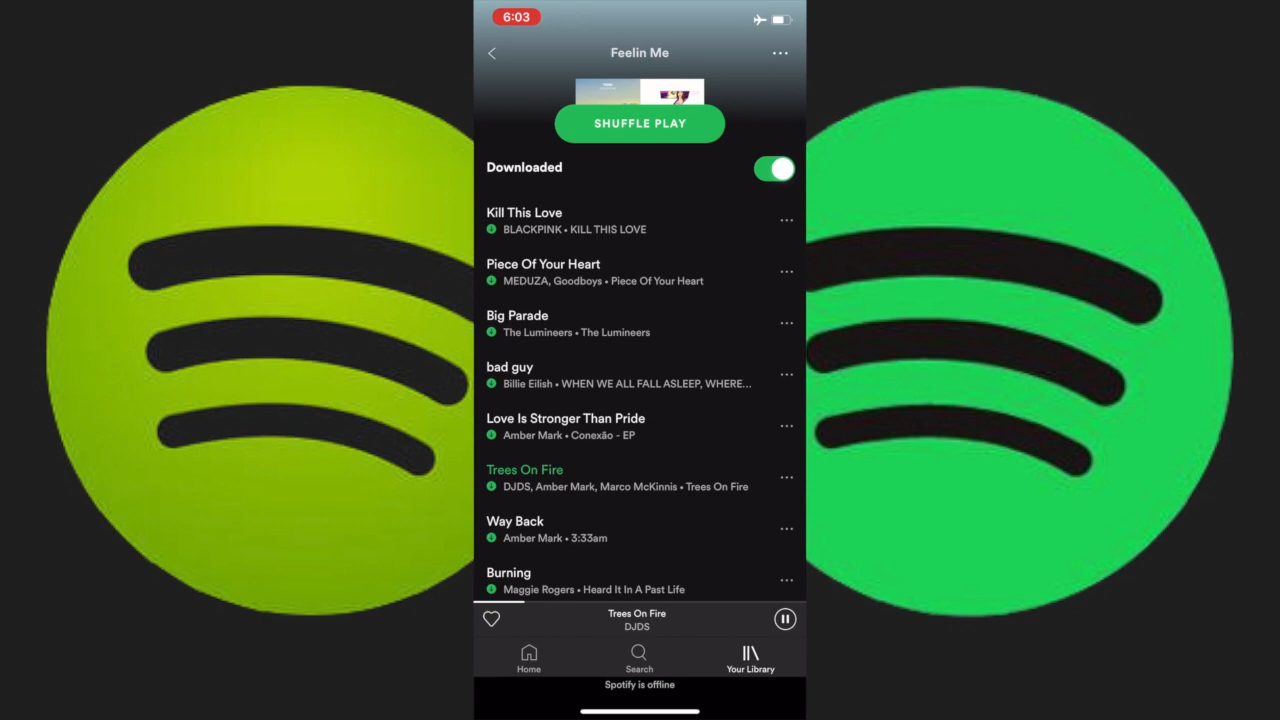 6:03
Feelin Me
SHUFFLE PLAY
Downloaded
Kill This Love
BLACKPINK • KILL THIS LOVE
Piece Of Your Heart
MEDUZA, Goodboys • Piece Of Your Heart
Big Parade
The Lumineers • The Lumineers
bad guy
Billie Eilish • WHEN WE ALL FALL ASLEEP, WHERE...
Love Is Stronger Than Pride
Amber Mark • Conexão - EP
Trees On Fire
DJDS, Amber Mark, Marco McKinnis • Trees On Fire
Way Back
Amber Mark • 3:33am
Burning
Maggie Rogers • Heard It In A Past Life
Trees On Fire
DJDS
Home
Search
Your Library
Spotify is offline